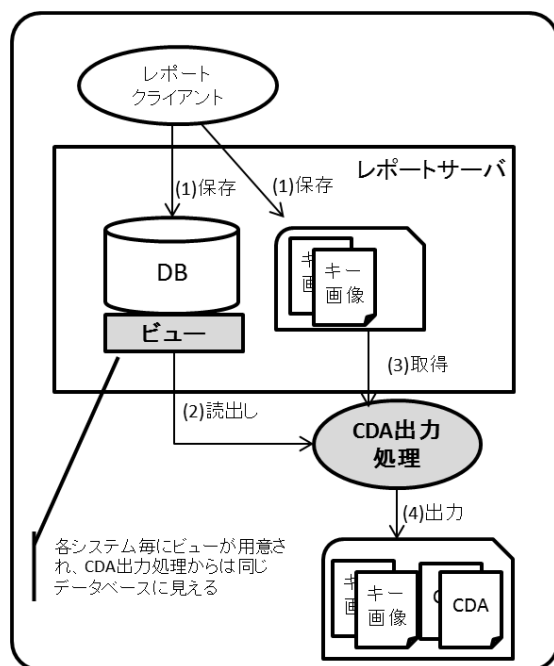 レポート
クライアント
レポートサーバ
(1)保存
(1)保存
DB
ビュー
キ
画
キー
画像
(2)読出し
(3)取得
CDA出力
処理
(4)出力
各システム毎にビューが用意さ
れ、CDA出力処理からは同じ
データベースに見える
キ
画
キー
画像
C
CDA